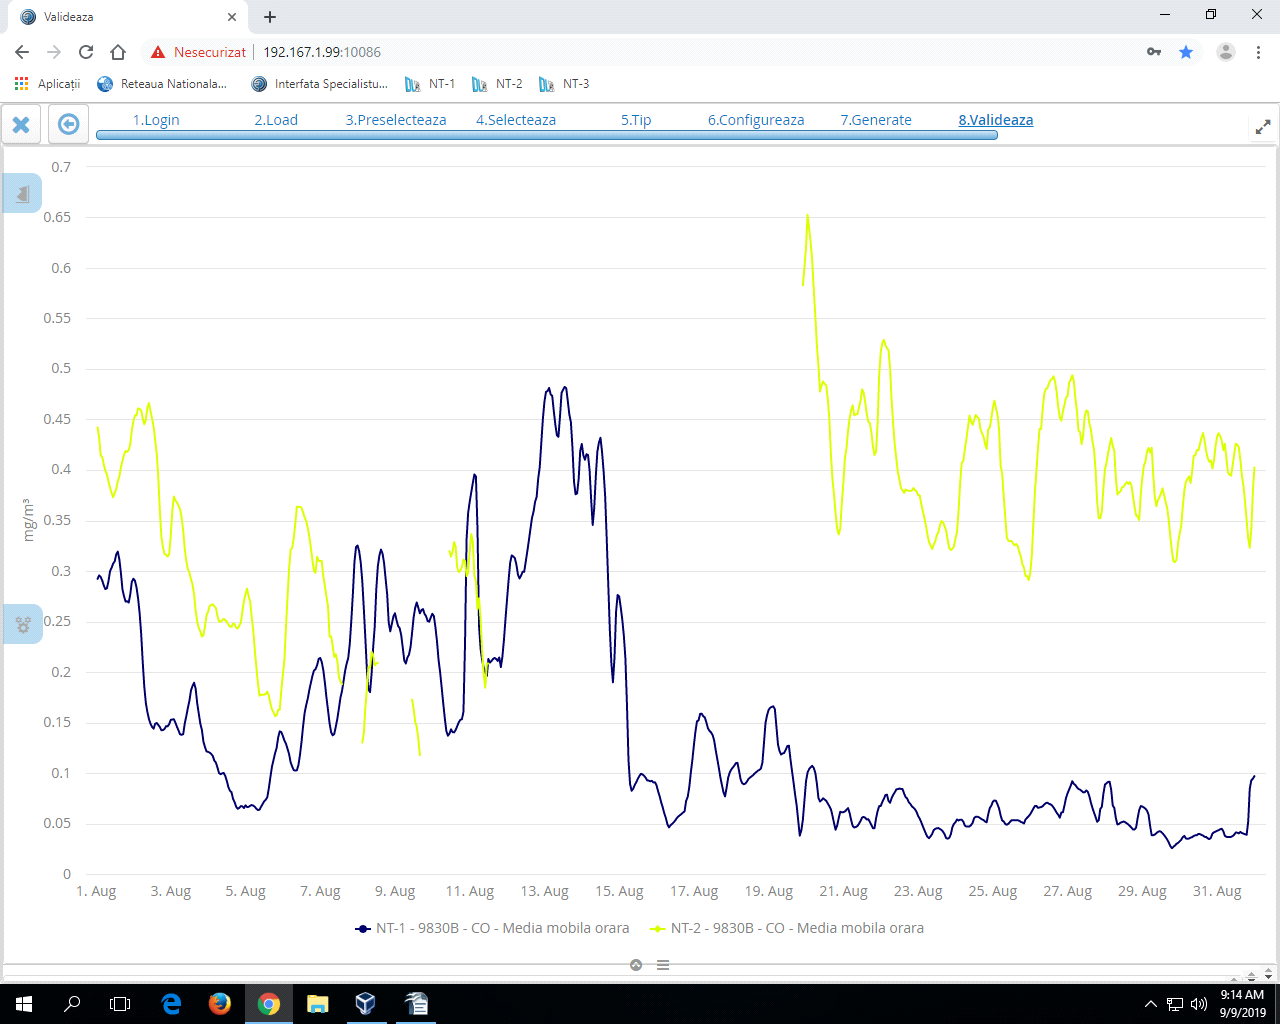 Valideaza
Nesecurizat 192.167.1.99:10086
Aplicații Reteaua Nationala... Interfata Specialistu... NT-1 NT-2 NT-3
1.Login 2.Load 3.Preselecteaza 4.Selecteaza 5.Tip 6.Configureaza 7.Generate 8.Valideaza
0.7
0.65
0.6
0.55
0.5
0.45
0.4
0.35
0.3
0.25
0.2
0.15
0.1
0.05
0
mg/m³
1. Aug 3. Aug 5. Aug 7. Aug 9. Aug 11. Aug 13. Aug 15. Aug 17. Aug 19. Aug 21. Aug 23. Aug 25. Aug 27. Aug 29. Aug 31. Aug
NT-1 - 9830B - CO - Media mobila orara NT-2 - 9830B - CO - Media mobila orara
9:14 AM
9/9/2019